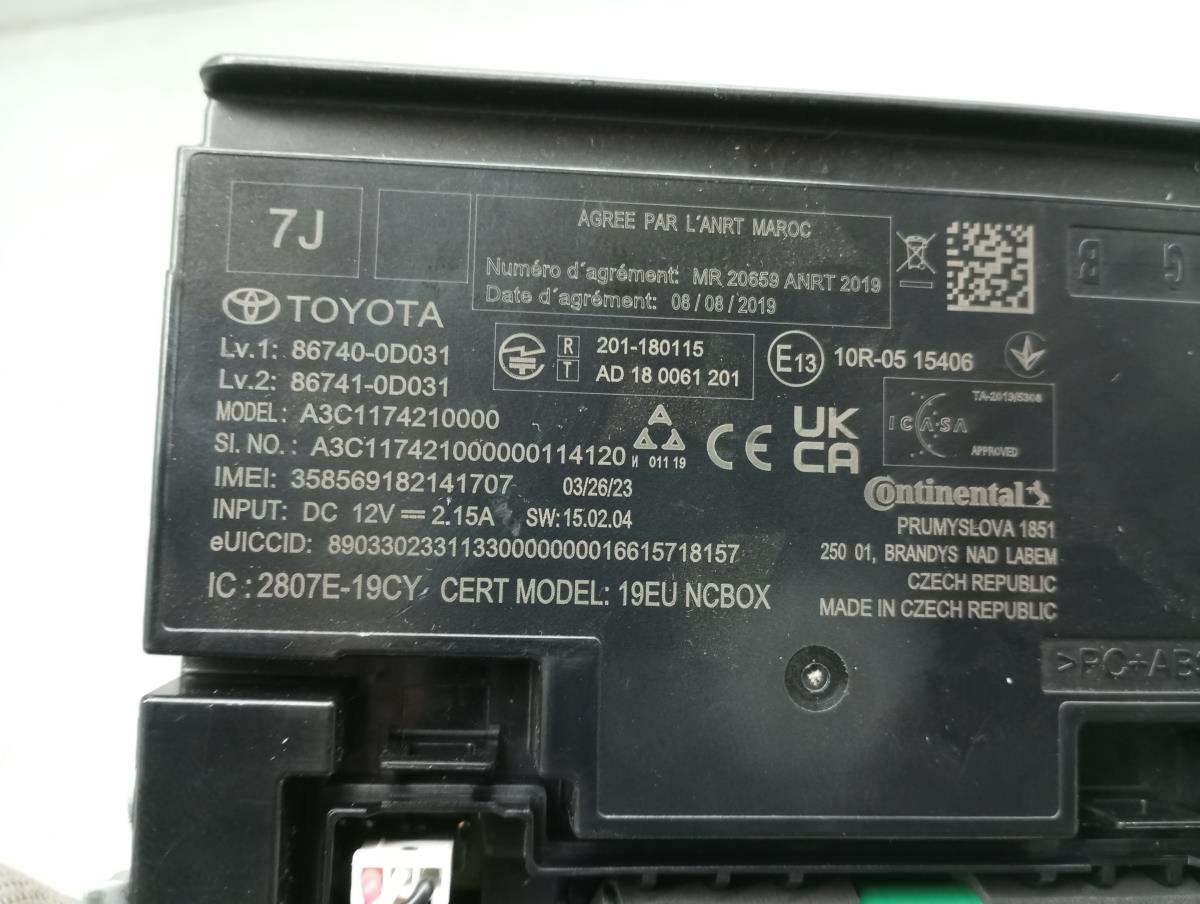 7J
AGREE PAR L'ANRT MAROC
Numéro d'agrément: MR 20659 ANRT 2019
Date d'agrément: 08/08/2019
B G
TOYOTA
Lv.1: 86740-0D031
Lv.2: 86741-0D031
R 201-180115
T AD 18 0061 201
E13 10R-05 15406
TA-2013/5308
ICASA
APPROVED
MODEL: A3C1174210000
SI. NO.: A3C117421000000114120
И 011 19
CE
UK
CA
IMEI: 358569182141707 03/26/23
INPUT: DC 12V 2.15A SW: 15.02.04
eUICCID: 89033023311330000000016615718157
IC : 2807E-19CY CERT MODEL: 19EU NCBOX
Continental
PRUMYSLOVA 1851
250 01, BRANDYS NAD LABEM
CZECH REPUBLIC
MADE IN CZECH REPUBLIC
>PC+ABS